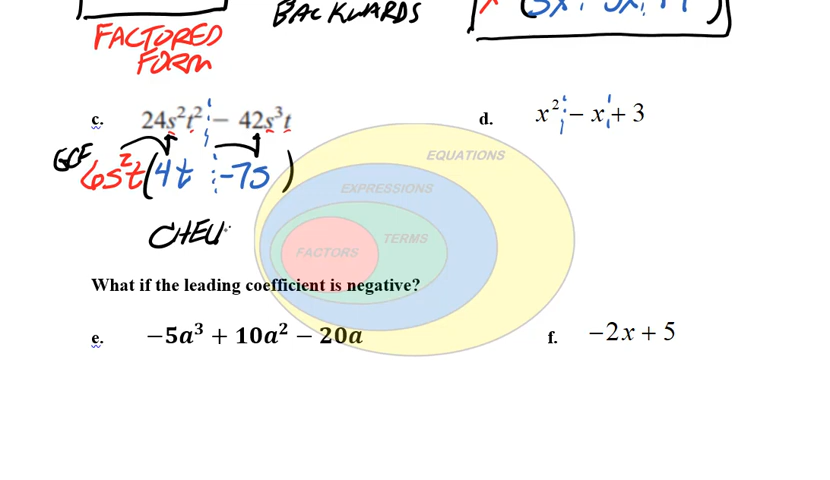 FACTORED FORM
BACKWARDS
c. 24s²t² − 42s³t
d. x² − x + 3
GCF 6s²t(4t − 7s)
EQUATIONS
EXPRESSIONS
TERMS
FACTORS
What if the leading coefficient is negative?
e. −5a³ + 10a² − 20a
f. −2x + 5